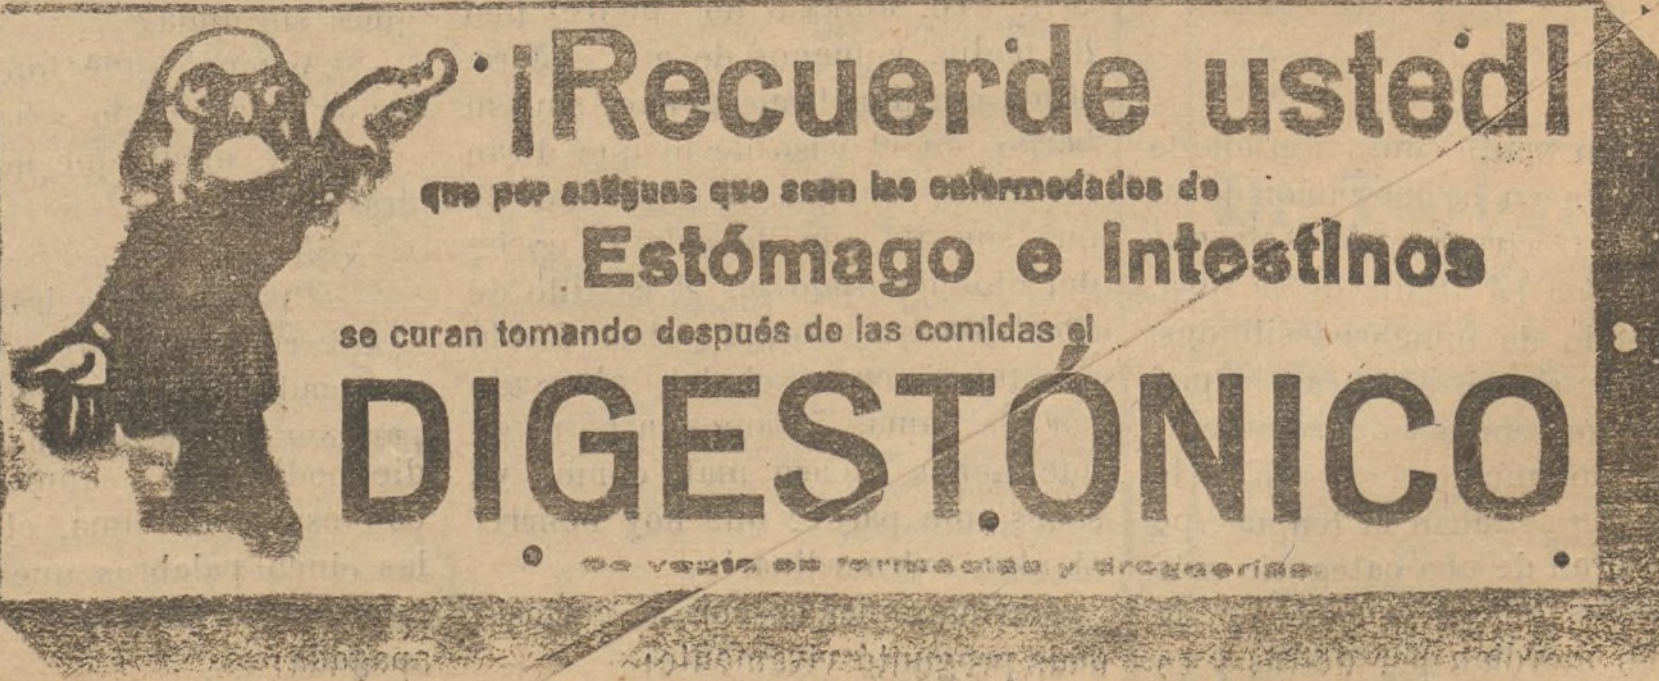 ¡Recuerde usted!
que por antiguas que sean las enfermedades de
Estómago e intestinos
se curan tomando después de las comidas el
DIGESTÓNICO
De venta en farmacias y droguerías.